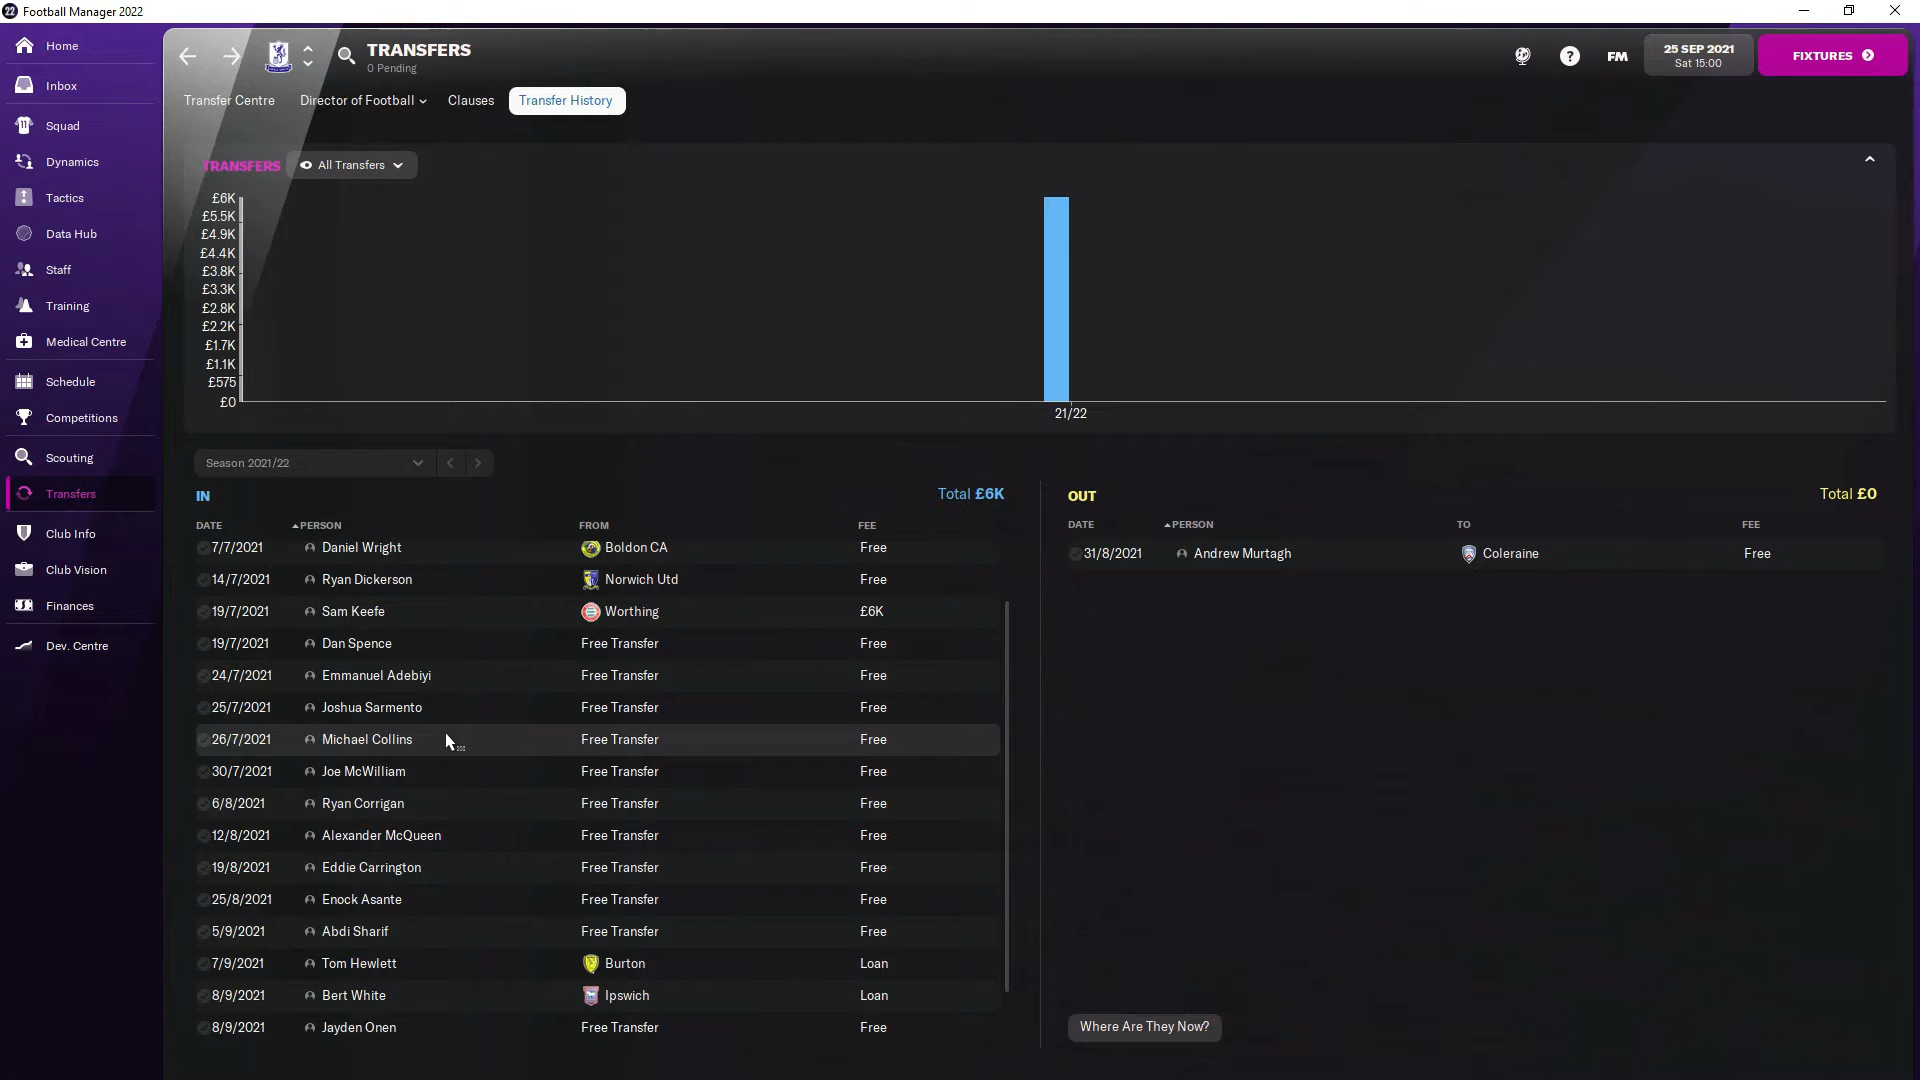 22 Football Manager 2022
Home
Inbox
Squad
Dynamics
Tactics
Data Hub
Staff
Training
Medical Centre
Schedule
Competitions
Scouting
Transfers
Club Info
Club Vision
Finances
Dev. Centre
TRANSFERS
0 Pending
FM
25 SEP 2021
Sat 15:00
FIXTURES
Transfer Centre
Director of Football
Clauses
Transfer History
TRANSFERS
All Transfers
£6K
£5.5K
£4.9K
£4.4K
£3.8K
£3.3K
£2.8K
£2.2K
£1.7K
£1.1K
£575
£0
21/22
Season 2021/22
IN Total £6K
DATE PERSON FROM FEE
7/7/2021 Daniel Wright Boldon CA Free
14/7/2021 Ryan Dickerson Norwich Utd Free
19/7/2021 Sam Keefe Worthing £6K
19/7/2021 Dan Spence Free Transfer Free
24/7/2021 Emmanuel Adebiyi Free Transfer Free
25/7/2021 Joshua Sarmento Free Transfer Free
26/7/2021 Michael Collins Free Transfer Free
30/7/2021 Joe McWilliam Free Transfer Free
6/8/2021 Ryan Corrigan Free Transfer Free
12/8/2021 Alexander McQueen Free Transfer Free
19/8/2021 Eddie Carrington Free Transfer Free
25/8/2021 Enock Asante Free Transfer Free
5/9/2021 Abdi Sharif Free Transfer Free
7/9/2021 Tom Hewlett Burton Loan
8/9/2021 Bert White Ipswich Loan
8/9/2021 Jayden Onen Free Transfer Free
OUT Total £0
DATE PERSON TO FEE
31/8/2021 Andrew Murtagh Coleraine Free
Where Are They Now?